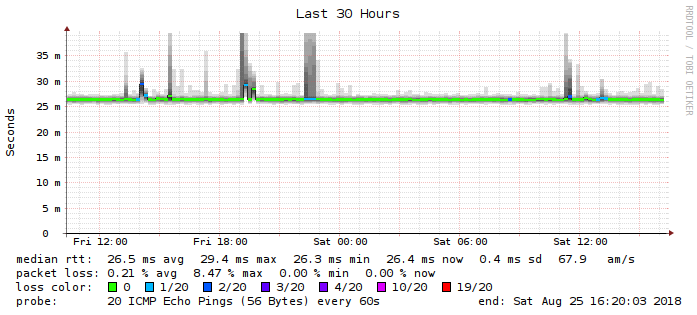 Last 30 Hours
RRDTOOL / TOBI OETIKER
Seconds
35 m
30 m
25 m
20 m
15 m
10 m
5 m
0
Fri 12:00 Fri 18:00 Sat 00:00 Sat 06:00 Sat 12:00
median rtt: 26.5 ms avg 29.4 ms max 26.3 ms min 26.4 ms now 0.4 ms sd 67.9 am/s
packet loss: 0.21 % avg 8.47 % max 0.00 % min 0.00 % now
loss color: 0 1/20 2/20 3/20 4/20 10/20 19/20
probe: 20 ICMP Echo Pings (56 Bytes) every 60s end: Sat Aug 25 16:20:03 2018